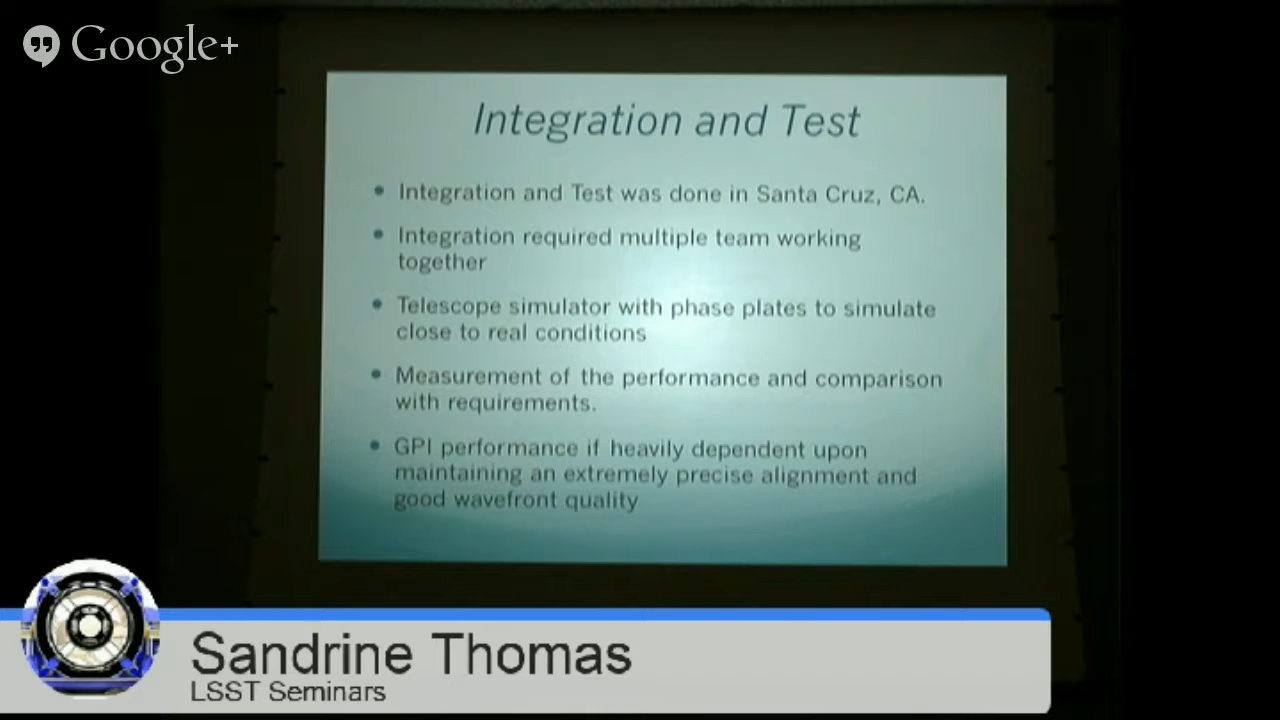 Google+
Integration and Test
• Integration and Test was done in Santa Cruz, CA.
• Integration required multiple team working
together
• Telescope simulator with phase plates to simulate
close to real conditions
• Measurement of the performance and comparison
with requirements.
• GPI performance if heavily dependent upon
maintaining an extremely precise alignment and
good wavefront quality
Sandrine Thomas
LSST Seminars